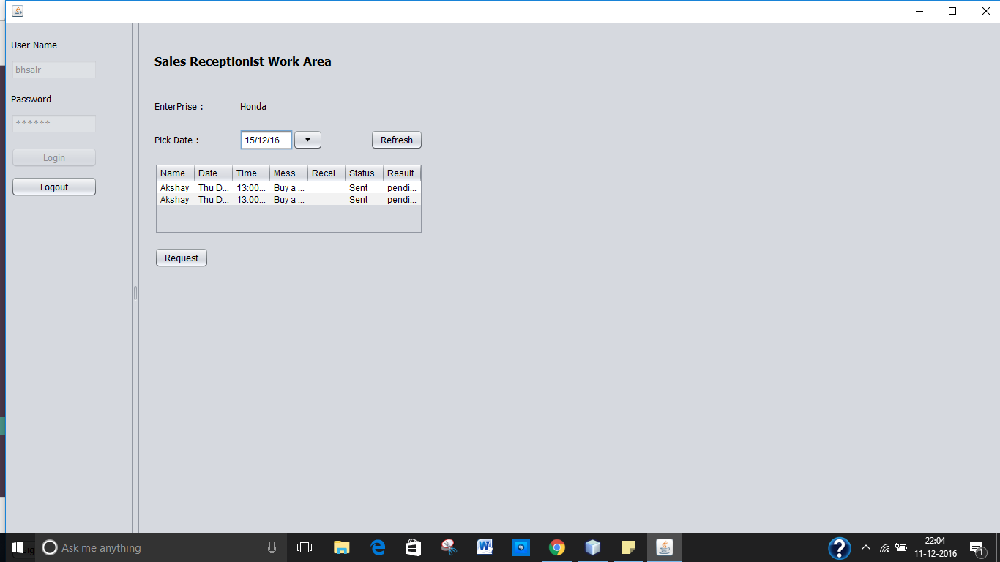 User Name
bhsalr
Password
******
Login
Logout
Sales Receptionist Work Area
EnterPrise : Honda
Pick Date : 15/12/16 Refresh
Name Date Time Mess... Recei... Status Result
Akshay Thu D... 13:00... Buy a ... Sent pendi...
Akshay Thu D... 13:00... Buy a ... Sent pendi...
Request
Ask me anything
22:04
11-12-2016
1